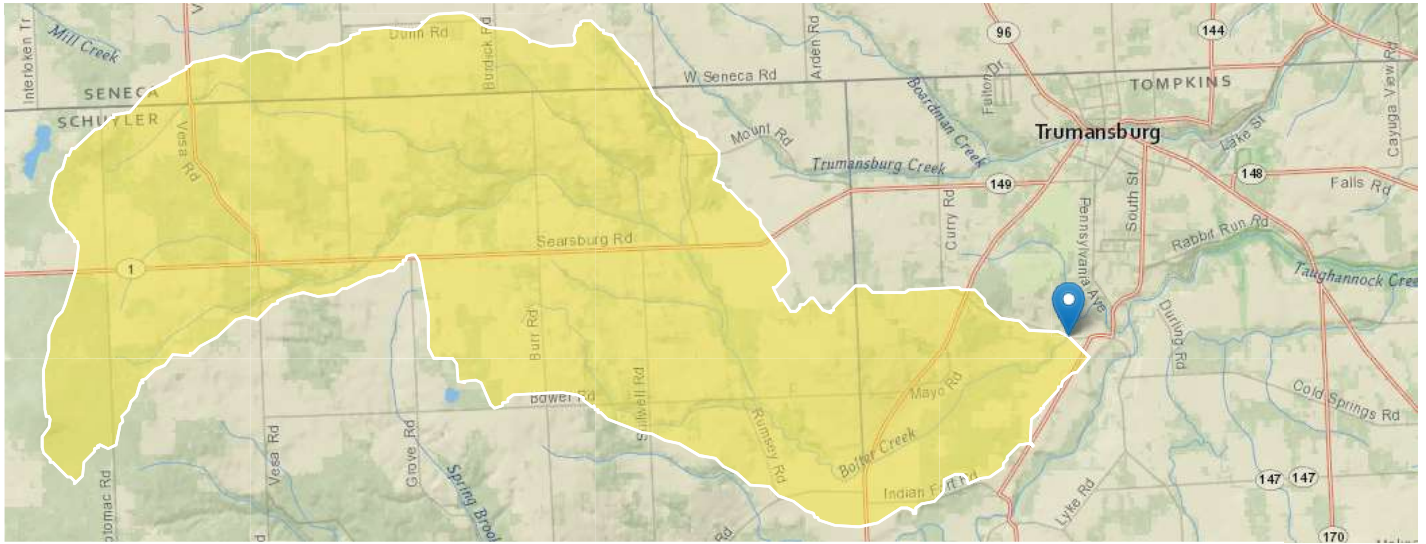 Interloken Tr
Mill Creek
V
Dunn Rd
Burdick Rd
W Seneca Rd
Arden Rd
96
Fulton Dr
144
TOMPKINS
Cayuga View Rd
SENECA
SCHUYLER
Vesa Rd
Mount Rd
Boardman Creek
Trumansburg
Lake St
Trumansburg Creek
149
148
Falls Rd
Curry Rd
Pennsylvania Ave
South St
Rabbit Run Rd
Searsburg Rd
1
Taughannock Cree
Burr Rd
Durling Rd
Mayo Rd
Bower Rd
Stillwell Rd
Rumsey Rd
Cold Springs Rd
Vesa Rd
Grove Rd
Spring Brook
Bolter Creek
Indian Fort Rd
147
147
Lyke Rd
otomac Rd
Rd
170